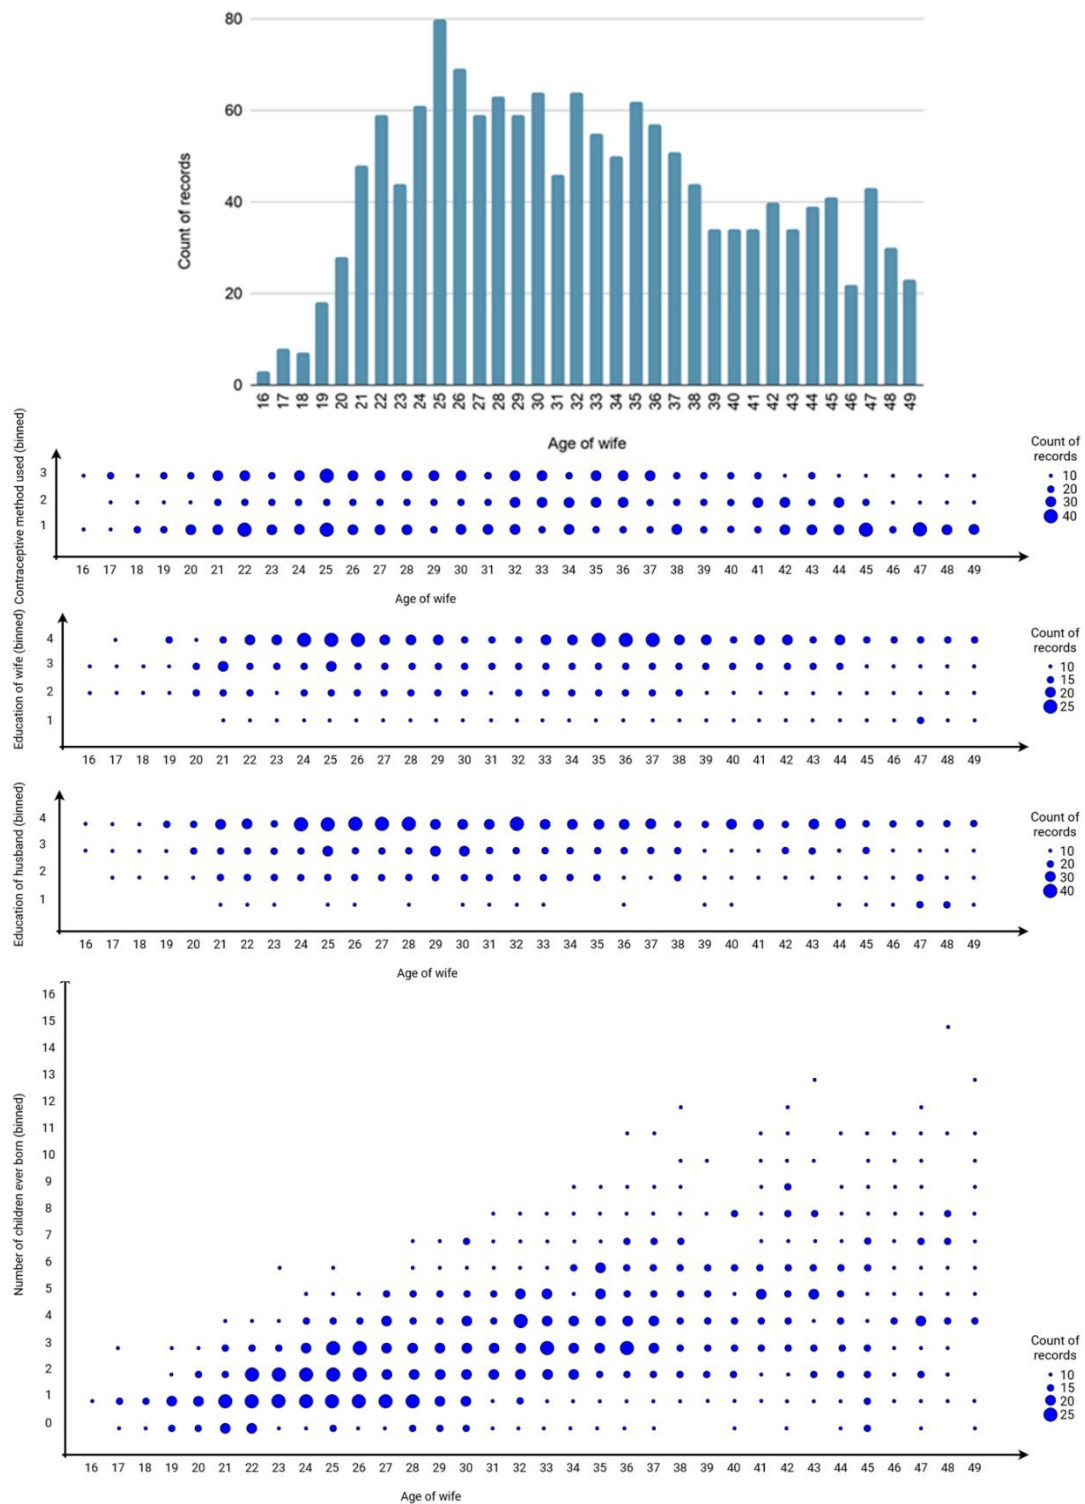 80
60
40
20
0
Count of records
16 17 18 19 20 21 22 23 24 25 26 27 28 29 30 31 32 33 34 35 36 37 38 39 40 41 42 43 44 45 46 47 48 49
Age of wife
Contraceptive method used (binned)
3
2
1
16 17 18 19 20 21 22 23 24 25 26 27 28 29 30 31 32 33 34 35 36 37 38 39 40 41 42 43 44 45 46 47 48 49
Age of wife
Count of
records
10
20
30
40
Education of wife (binned)
4
3
2
1
16 17 18 19 20 21 22 23 24 25 26 27 28 29 30 31 32 33 34 35 36 37 38 39 40 41 42 43 44 45 46 47 48 49
Count of
records
10
15
20
25
Education of husband (binned)
4
3
2
1
16 17 18 19 20 21 22 23 24 25 26 27 28 29 30 31 32 33 34 35 36 37 38 39 40 41 42 43 44 45 46 47 48 49
Age of wife
Count of
records
10
20
30
40
Number of children ever born (binned)
16
15
14
13
12
11
10
9
8
7
6
5
4
3
2
1
0
16 17 18 19 20 21 22 23 24 25 26 27 28 29 30 31 32 33 34 35 36 37 38 39 40 41 42 43 44 45 46 47 48 49
Age of wife
Count of
records
10
15
20
25